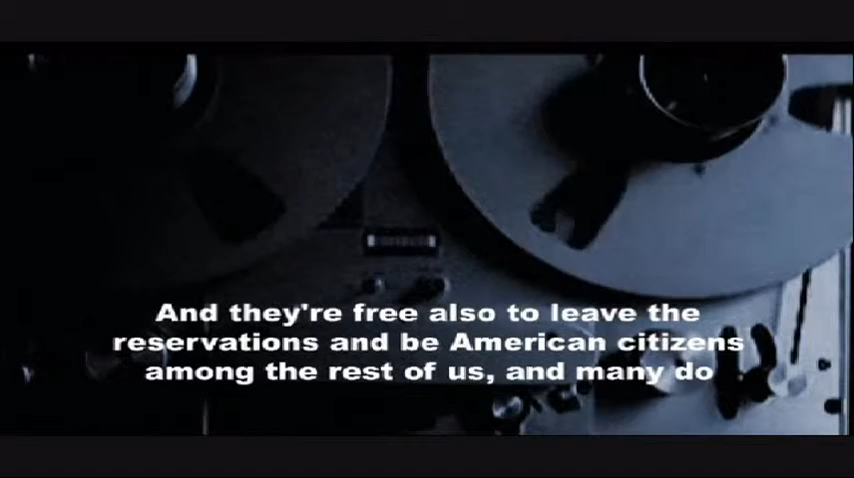 And they're free also to leave the
reservations and be American citizens
among the rest of us, and many do